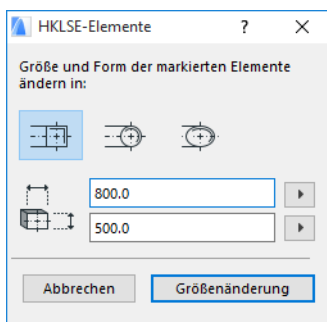 HKLSE-Elemente ?
Größe und Form der markierten Elemente
ändern in:
800.0
500.0
Abbrechen Größenänderung